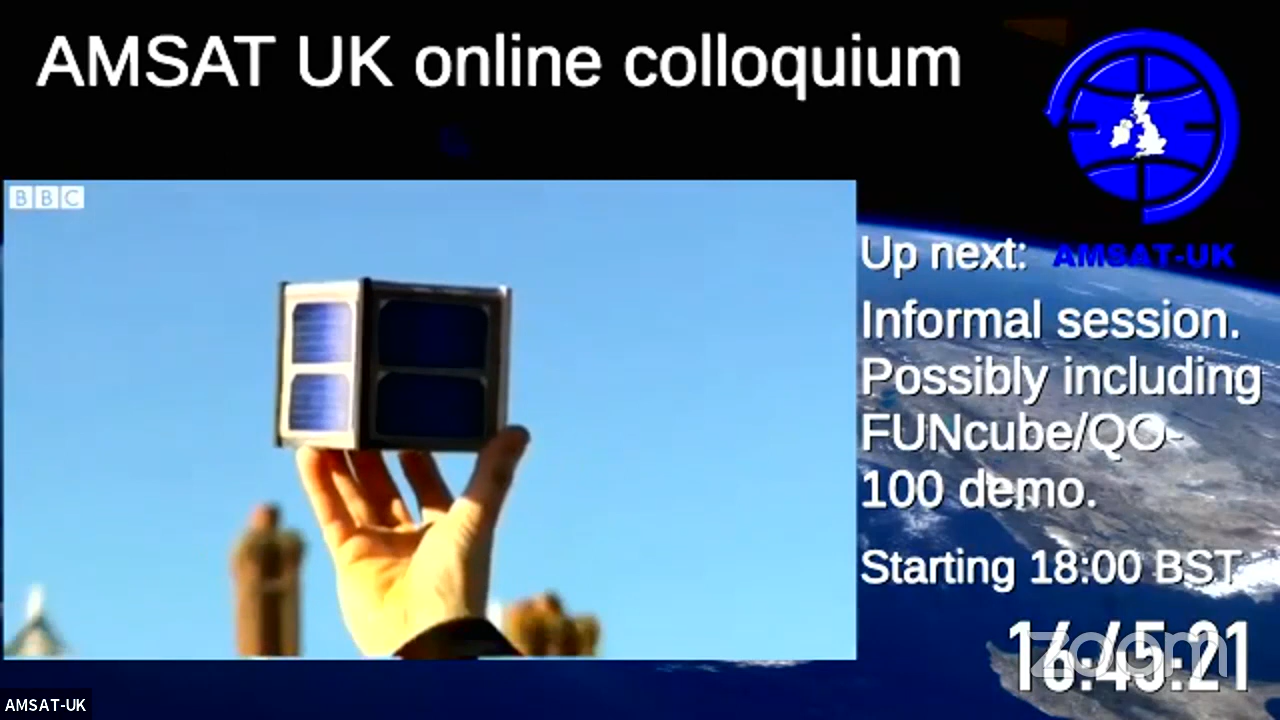 AMSAT UK online colloquium
BBC
AMSAT-UK
Up next:
Informal session.
Possibly including
FUNcube/QO-
100 demo.
Starting 18:00 BST
16:45:21
zoom
AMSAT-UK